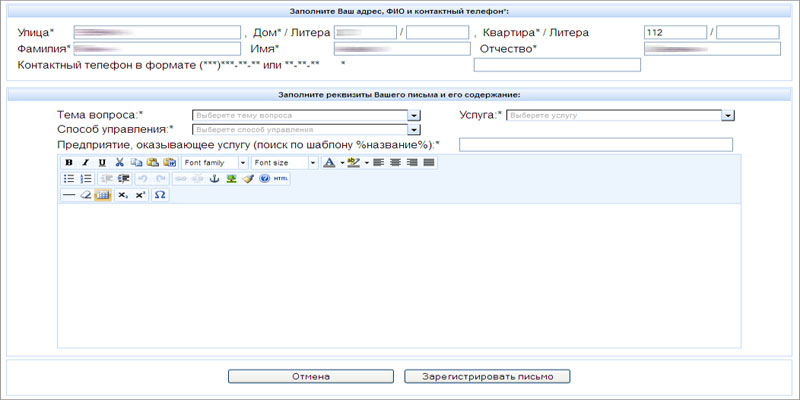 Заполните Ваш адрес, ФИО и контактный телефон*:
Улица* , Дом* / Литера / , Квартира* / Литера 112 /
Фамилия* Имя* Отчество*
Контактный телефон в формате (***)***-**-** или **-**-** *
Заполните реквизиты Вашего письма и его содержание:
Тема вопроса:* Выберете тему вопроса Услуга:* Выберете услугу
Способ управления:* Выберете способ управления
Предприятие, оказывающее услугу (поиск по шаблону %название%):*
B I U Font family Font size A ab
HTML
x₂ x² Ω
Отмена Зарегистрировать письмо